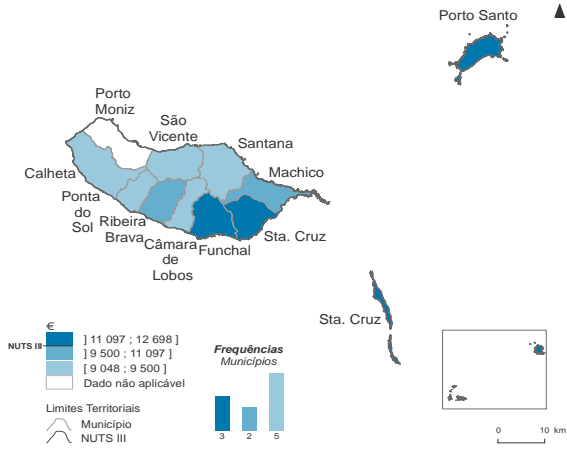 Porto Santo
Porto
Moniz
São
Vicente
Santana
Machico
Calheta
Ponta
do
Sol
Ribeira
Brava
Câmara
de
Lobos
Funchal
Sta. Cruz
Sta. Cruz
€
NUTS III
] 11 097 ; 12 698 ]
] 9 500 ; 11 097 ]
[ 9 048 ; 9 500 ]
Dado não aplicável
Limites Territoriais
Município
NUTS III
Frequências
Municípios
3 2 5
0 10 km